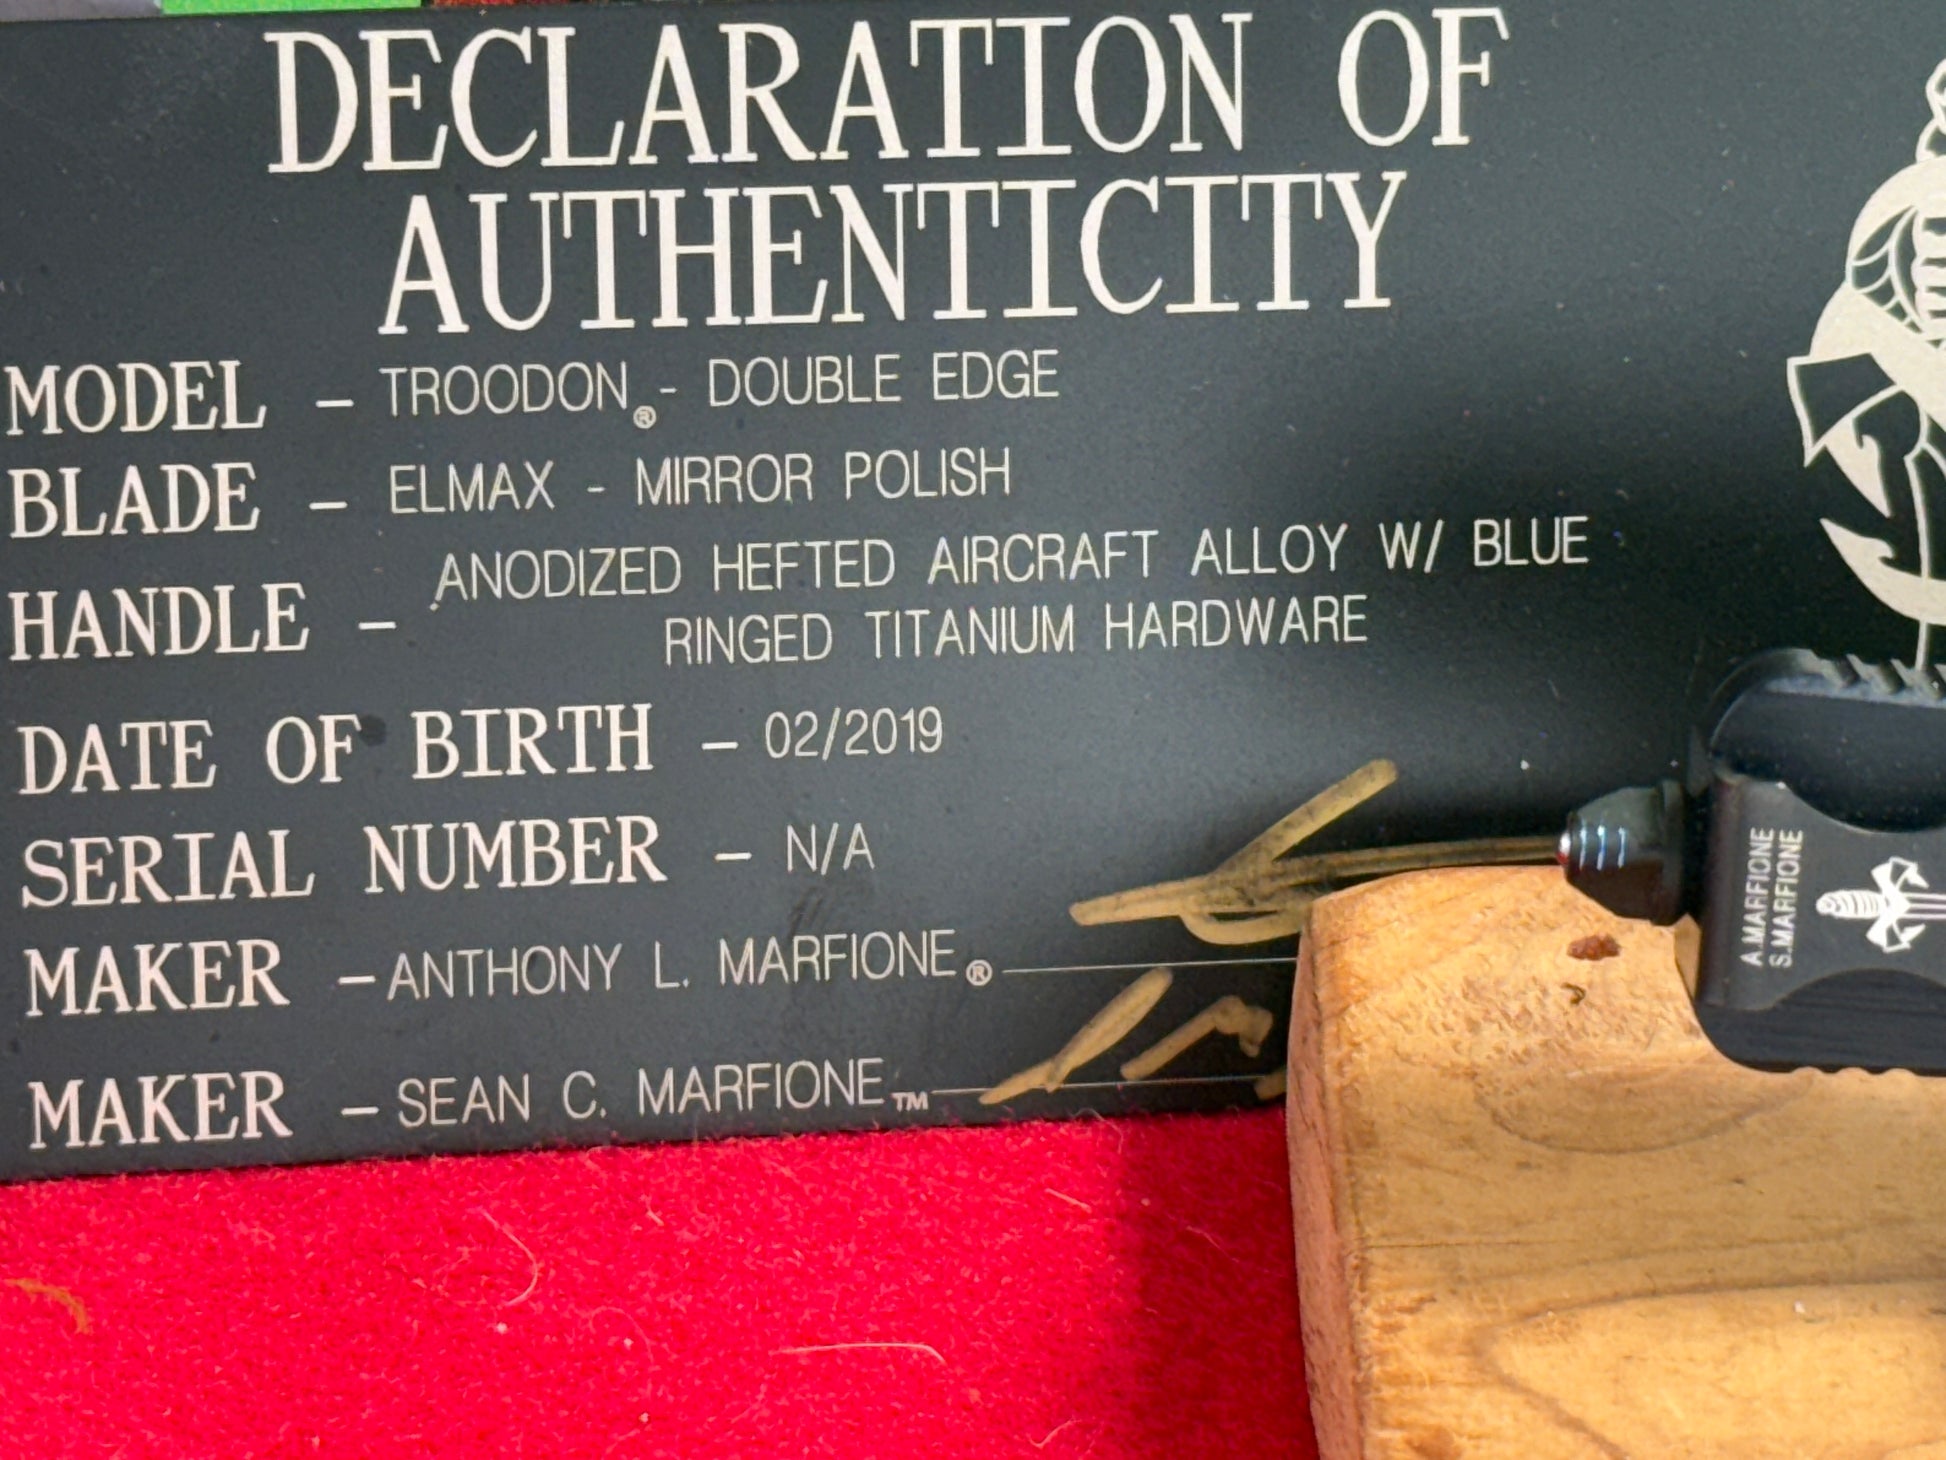 DECLARATION OF
AUTHENTICITY
MODEL – TROODON® - DOUBLE EDGE
BLADE – ELMAX - MIRROR POLISH
HANDLE – ANODIZED HEFTED AIRCRAFT ALLOY W/ BLUE
RINGED TITANIUM HARDWARE
DATE OF BIRTH – 02/2019
SERIAL NUMBER – N/A
MAKER – ANTHONY L. MARFIONE®
MAKER – SEAN C. MARFIONE™
A.MARFIONE
S.MARFIONE